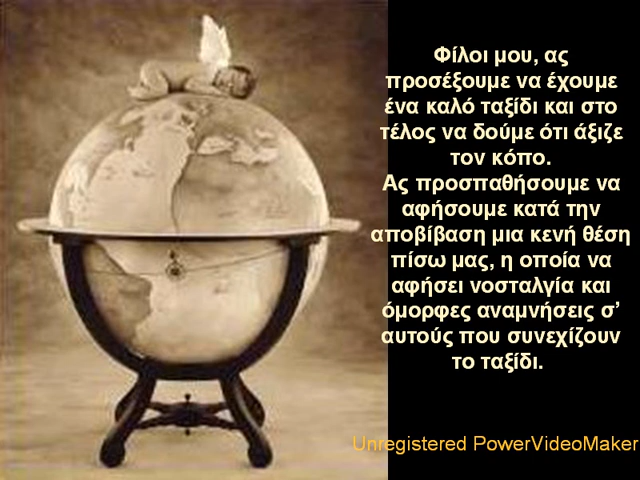 Φίλοι μου, ας
προσέξουμε να έχουμε
ένα καλό ταξίδι και στο
τέλος να δούμε ότι άξιζε
τον κόπο.
Ας προσπαθήσουμε να
αφήσουμε κατά την
αποβίβαση μια κενή θέση
πίσω μας, η οποία να
αφήσει νοσταλγία και
όμορφες αναμνήσεις σ’
αυτούς που συνεχίζουν
το ταξίδι.
Unregistered PowerVideoMaker